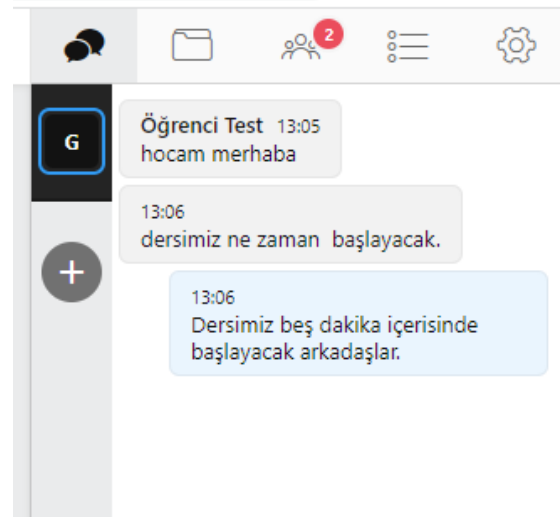 2
G
Öğrenci Test 13:05
hocam merhaba
13:06
dersimiz ne zaman başlayacak.
13:06
Dersimiz beş dakika içerisinde
başlayacak arkadaşlar.